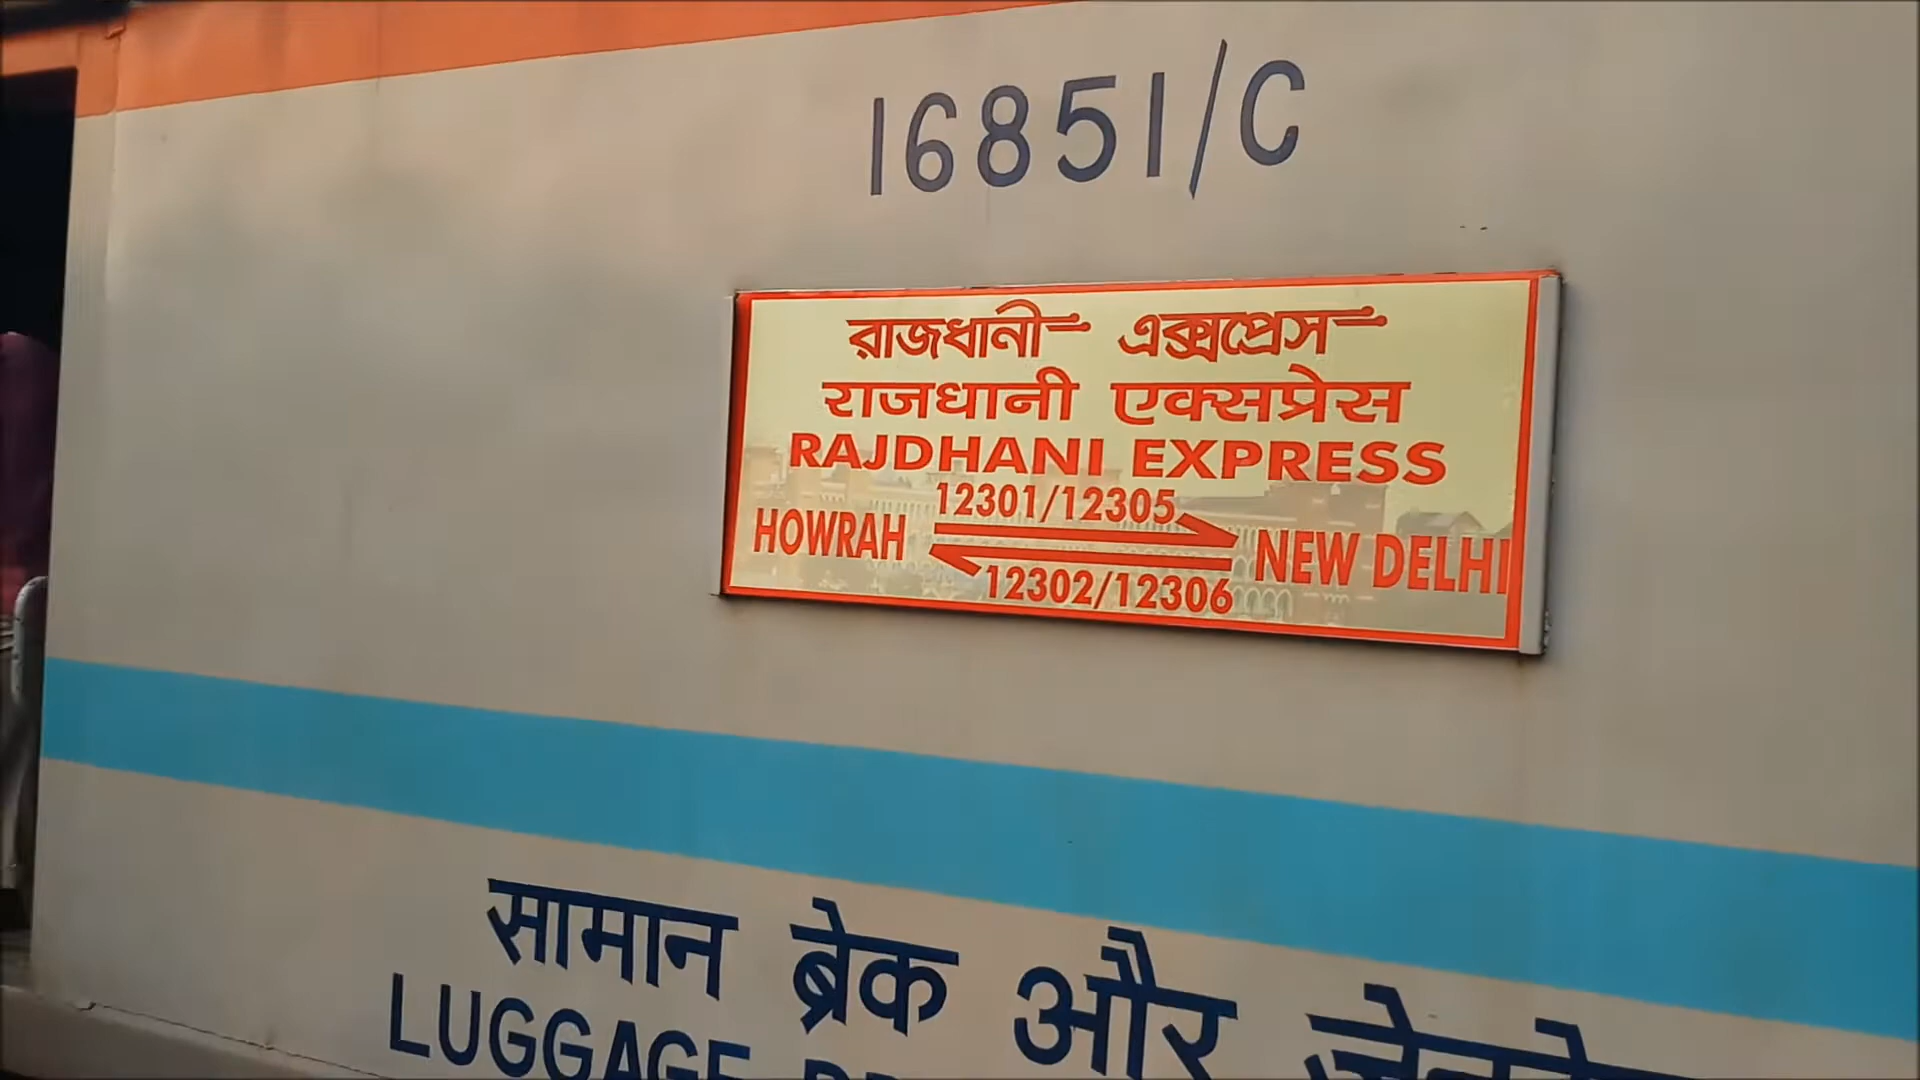 16851/C
রাজধানী এক্সপ্রেস
राजधानी एक्सप्रेस
RAJDHANI EXPRESS
12301/12305
HOWRAH NEW DELHI
12302/12306
सामान ब्रेक और
LUGGAGE